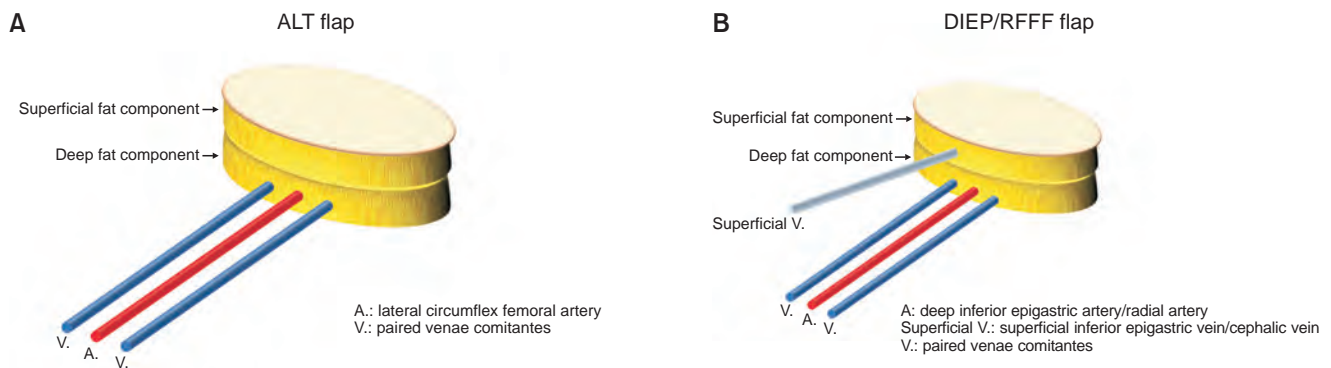 A
ALT flap
Superficial fat component
Deep fat component
V.
A.
V.
A.: lateral circumflex femoral artery
V.: paired venae comitantes
B
DIEP/RFFF flap
Superficial fat component
Deep fat component
Superficial V.
V.
A.
V.
A: deep inferior epigastric artery/radial artery
Superficial V.: superficial inferior epigastric vein/cephalic vein
V.: paired venae comitantes